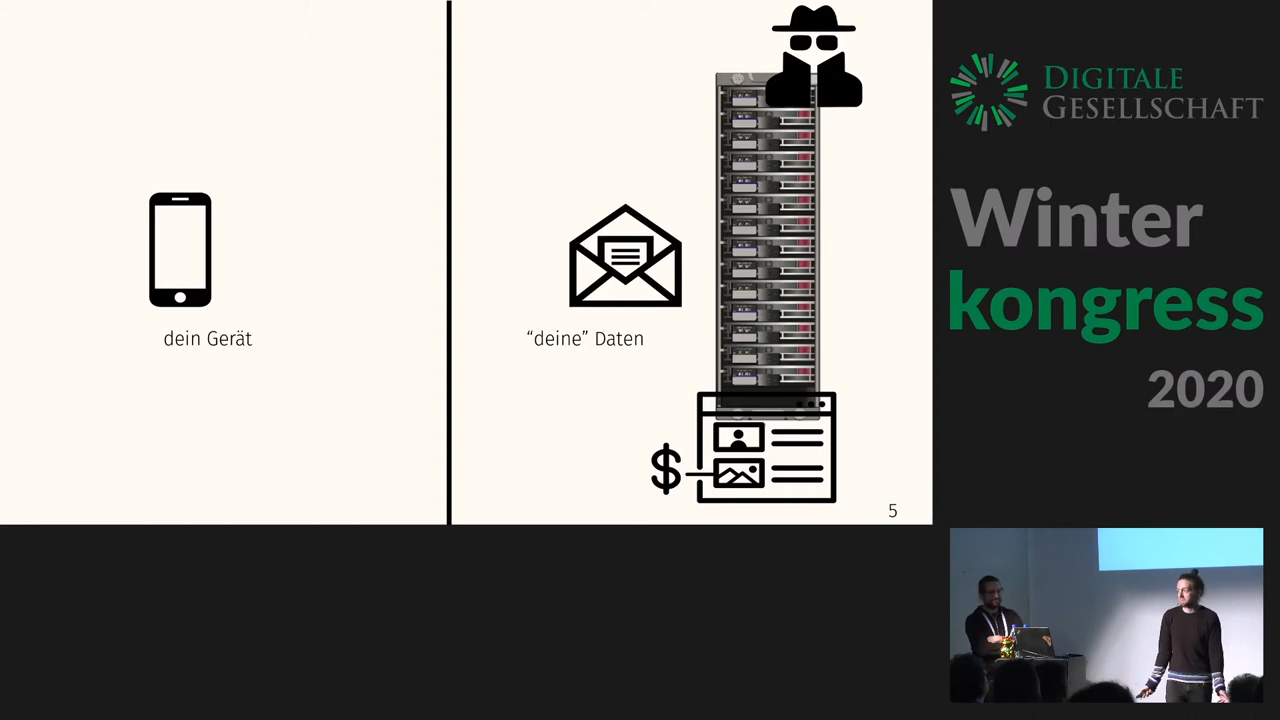 dein Gerät
“deine” Daten
$
5
DIGITALE
GESELLSCHAFT
Winter
kongress
2020